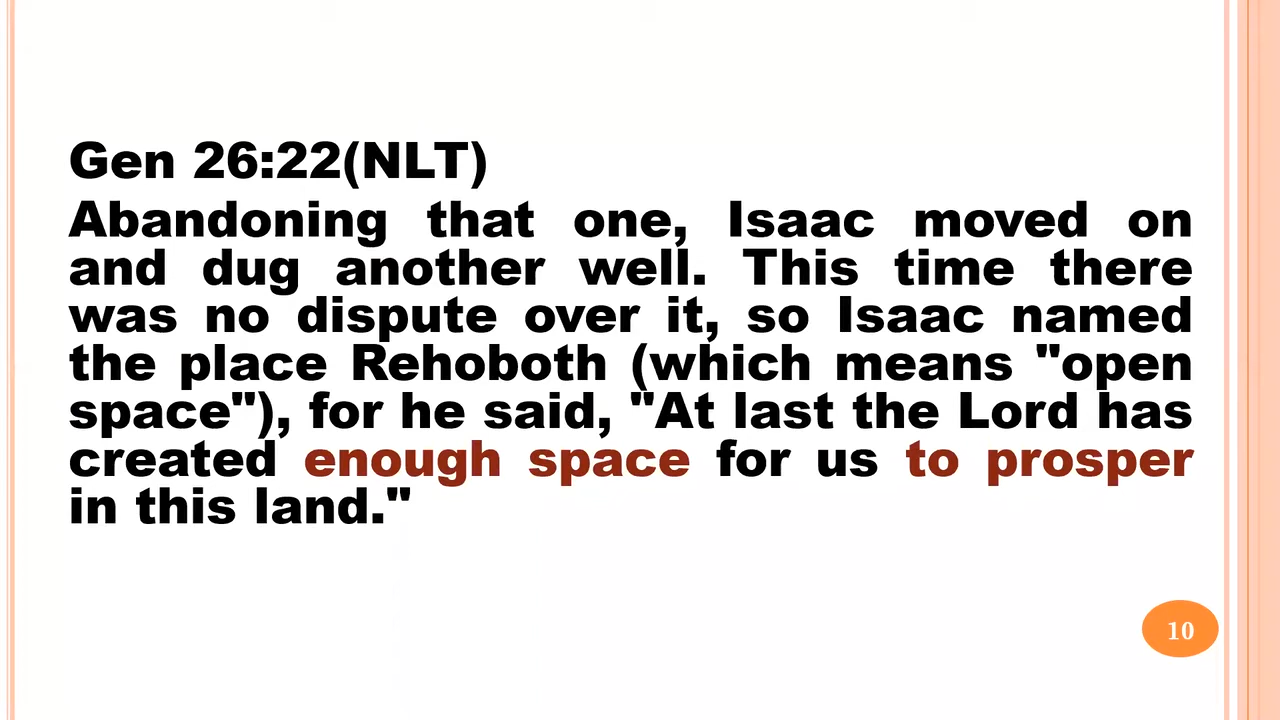 Gen 26:22(NLT)
Abandoning that one, Isaac moved on
and dug another well. This time there
was no dispute over it, so Isaac named
the place Rehoboth (which means "open
space"), for he said, "At last the Lord has
created enough space for us to prosper
in this land."
10